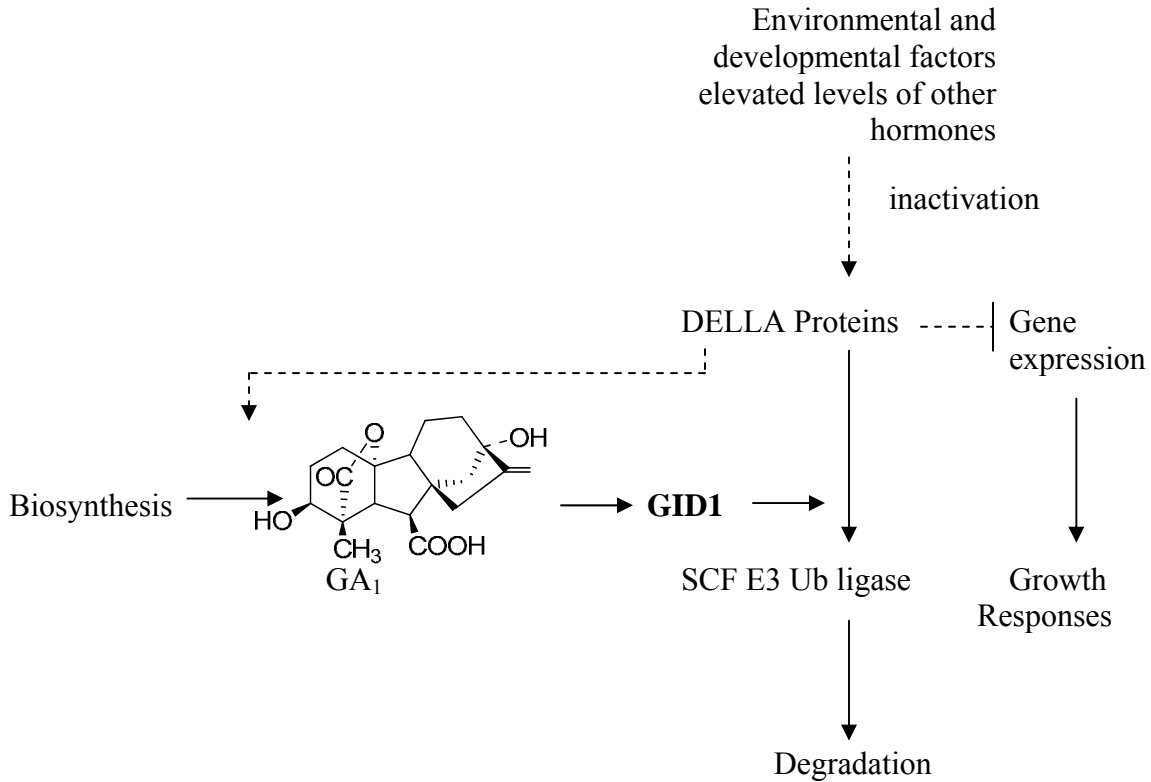 Environmental and
developmental factors
elevated levels of other
hormones
inactivation
DELLA Proteins
Gene
expression
O
OH
OC
Biosynthesis
HO
GID1
CH3
COOH
GA1
SCF E3 Ub ligase
Growth
Responses
Degradation